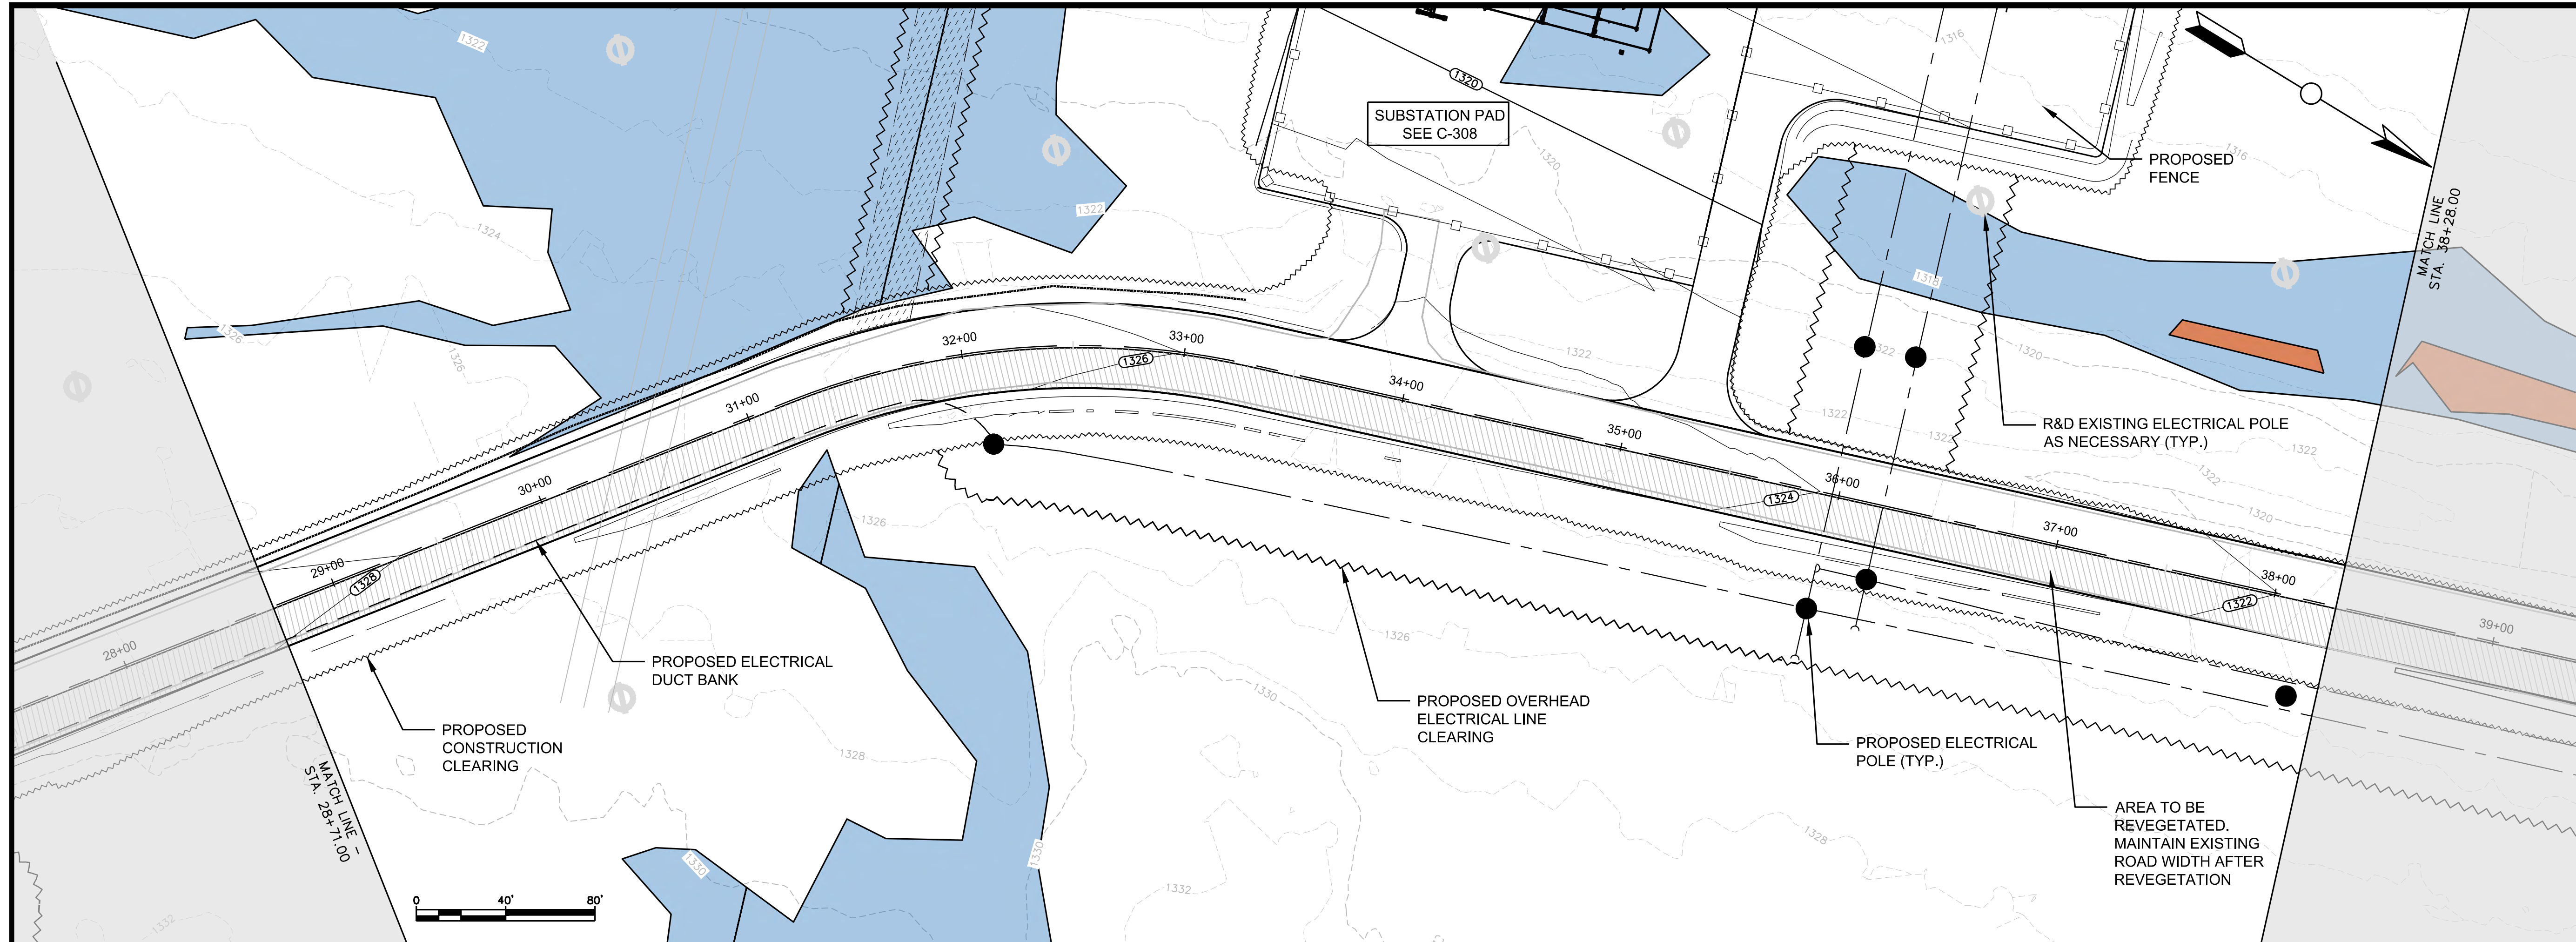 1322
1316
1320
SUBSTATION PAD
SEE C-308
1320
1316
PROPOSED
FENCE
1322
1324
MATCH LINE
STA. 38+28.00
1318
1326
1326
32+00
33+00
1326
1322
1322
1320
34+00
31+00
1322
1322
R&D EXISTING ELECTRICAL POLE
AS NECESSARY (TYP.)
1322
35+00
1322
30+00
36+00
1324
1320
1326
37+00
29+00
1328
38+00
1322
39+00
1326
28+00
PROPOSED ELECTRICAL
DUCT BANK
1330
PROPOSED OVERHEAD
ELECTRICAL LINE
CLEARING
PROPOSED
CONSTRUCTION
CLEARING
1328
PROPOSED ELECTRICAL
POLE (TYP.)
MATCH LINE -
STA. 28+71.00
AREA TO BE
REVEGETATED.
MAINTAIN EXISTING
ROAD WIDTH AFTER
REVEGETATION
1328
1330
1330
1332
0 40' 80'
1332